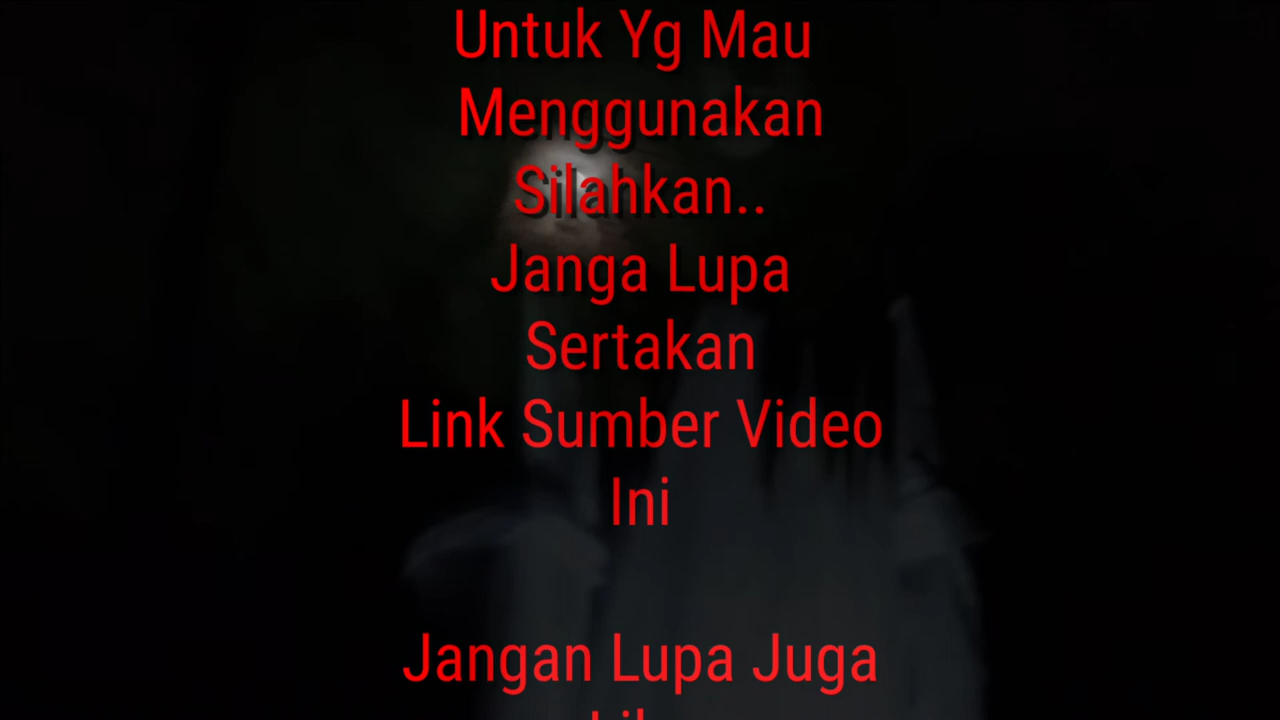 Untuk Yg Mau
Menggunakan
Silahkan..
Janga Lupa
Sertakan
Link Sumber Video
Ini
Jangan Lupa Juga